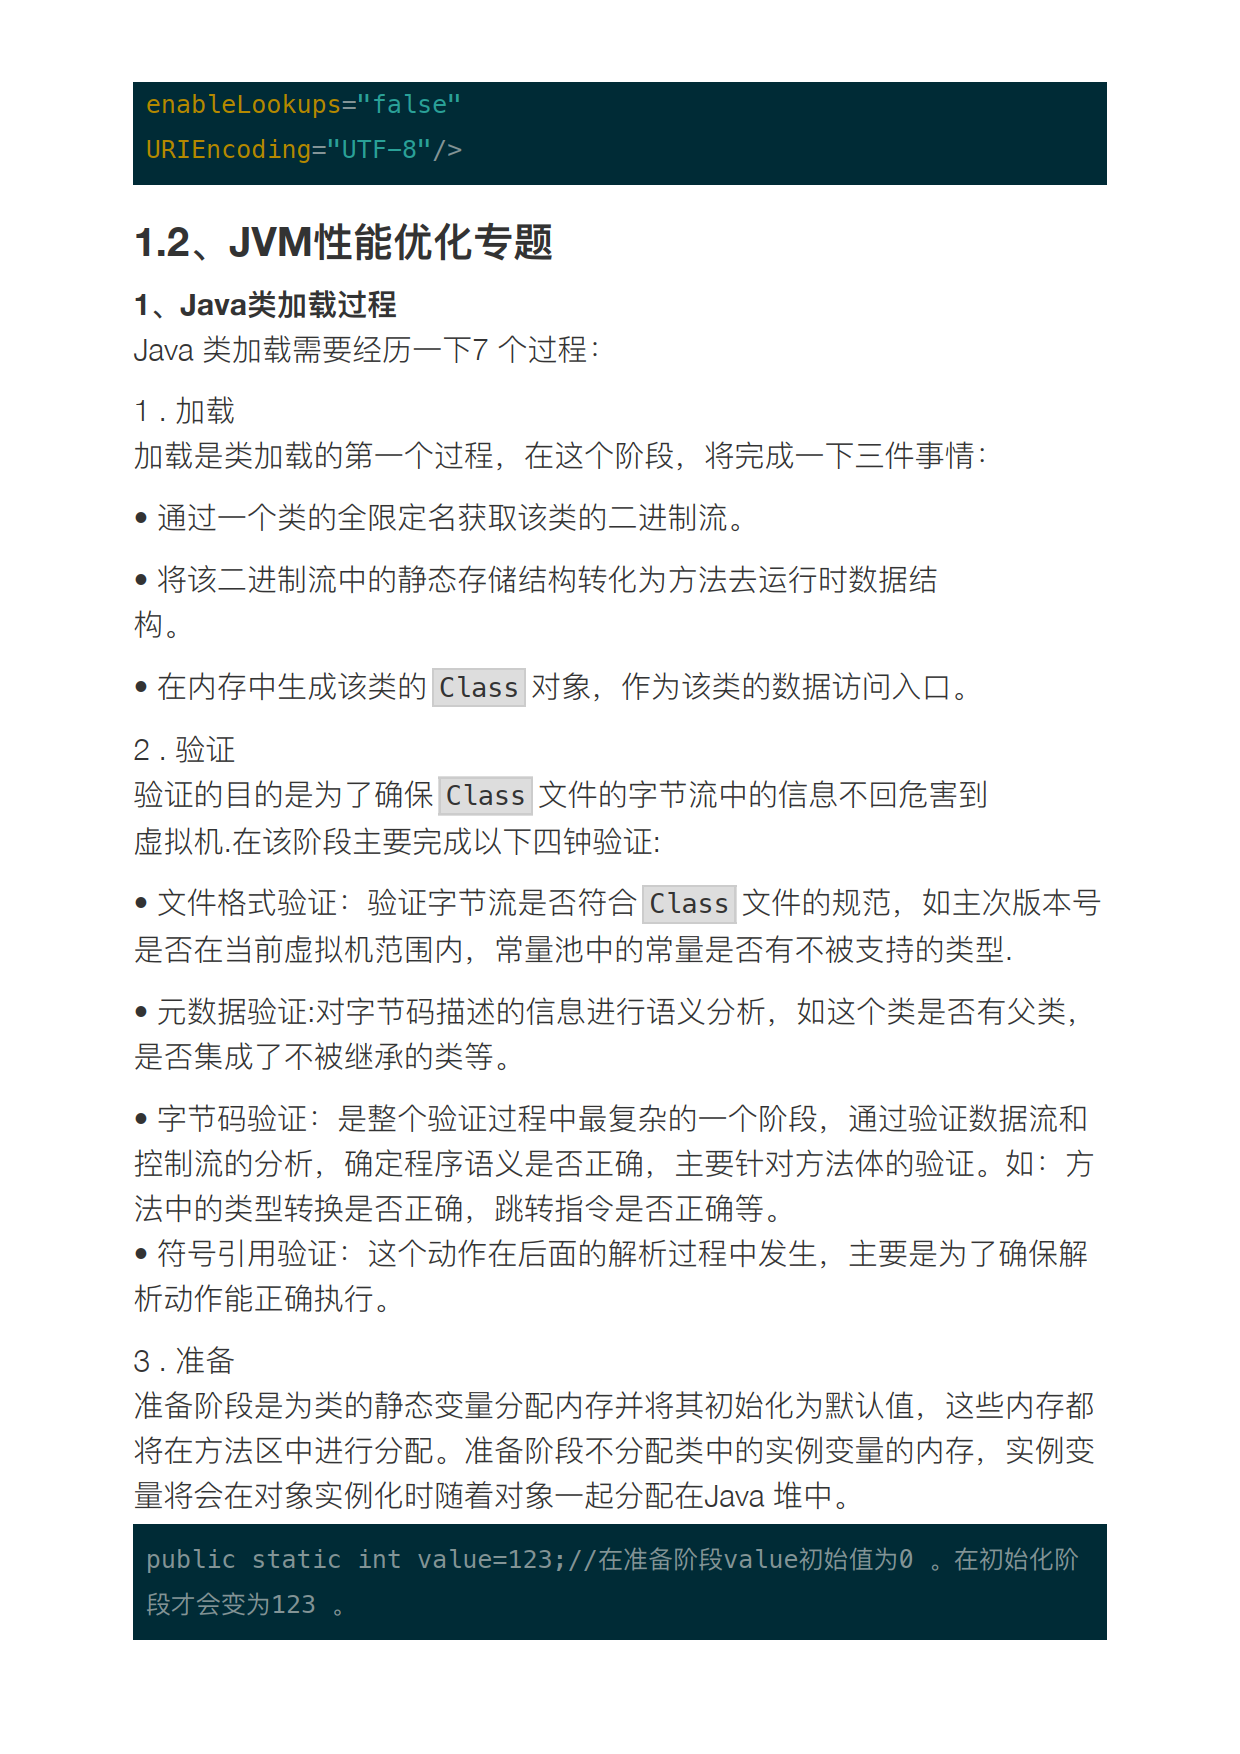 enableLookups="false"
URIEncoding="UTF-8"/>
1.2、JVM性能优化专题
1、Java类加载过程
Java 类加载需要经历一下7 个过程：
1 . 加载
加载是类加载的第一个过程，在这个阶段，将完成一下三件事情：
• 通过一个类的全限定名获取该类的二进制流。
• 将该二进制流中的静态存储结构转化为方法去运行时数据结
构。
• 在内存中生成该类的 Class 对象，作为该类的数据访问入口。
2 . 验证
验证的目的是为了确保 Class 文件的字节流中的信息不回危害到
虚拟机.在该阶段主要完成以下四钟验证:
• 文件格式验证：验证字节流是否符合 Class 文件的规范，如主次版本号
是否在当前虚拟机范围内，常量池中的常量是否有不被支持的类型.
• 元数据验证:对字节码描述的信息进行语义分析，如这个类是否有父类，
是否集成了不被继承的类等。
• 字节码验证：是整个验证过程中最复杂的一个阶段，通过验证数据流和
控制流的分析，确定程序语义是否正确，主要针对方法体的验证。如：方
法中的类型转换是否正确，跳转指令是否正确等。
• 符号引用验证：这个动作在后面的解析过程中发生，主要是为了确保解
析动作能正确执行。
3 . 准备
准备阶段是为类的静态变量分配内存并将其初始化为默认值，这些内存都
将在方法区中进行分配。准备阶段不分配类中的实例变量的内存，实例变
量将会在对象实例化时随着对象一起分配在Java 堆中。
public static int value=123;//在准备阶段value初始值为0 。在初始化阶
段才会变为123 。